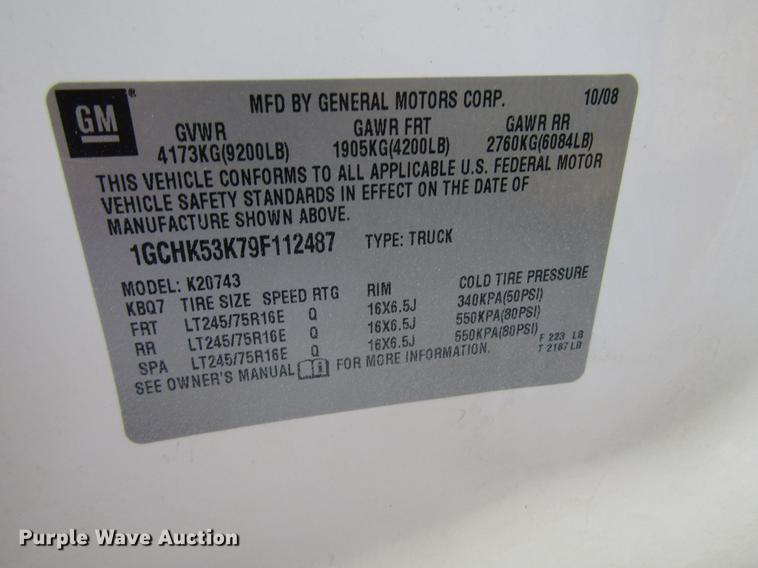 GM MFD BY GENERAL MOTORS CORP. 10/08
GVWR GAWR FRT GAWR RR
4173KG(9200LB) 1905KG(4200LB) 2760KG(6084LB)
THIS VEHICLE CONFORMS TO ALL APPLICABLE U.S. FEDERAL MOTOR
VEHICLE SAFETY STANDARDS IN EFFECT ON THE DATE OF
MANUFACTURE SHOWN ABOVE.
1GCHK53K79F112487 TYPE: TRUCK
MODEL: K20743
KBQ7 TIRE SIZE SPEED RTG RIM COLD TIRE PRESSURE
FRT LT245/75R16E Q 16X6.5J 340KPA(50PSI)
RR LT245/75R16E Q 16X6.5J 550KPA(80PSI)
SPA LT245/75R16E Q 16X6.5J 550KPA(80PSI)
SEE OWNER'S MANUAL FOR MORE INFORMATION.
F 223 LB
T 2187 LB
Purple Wave Auction